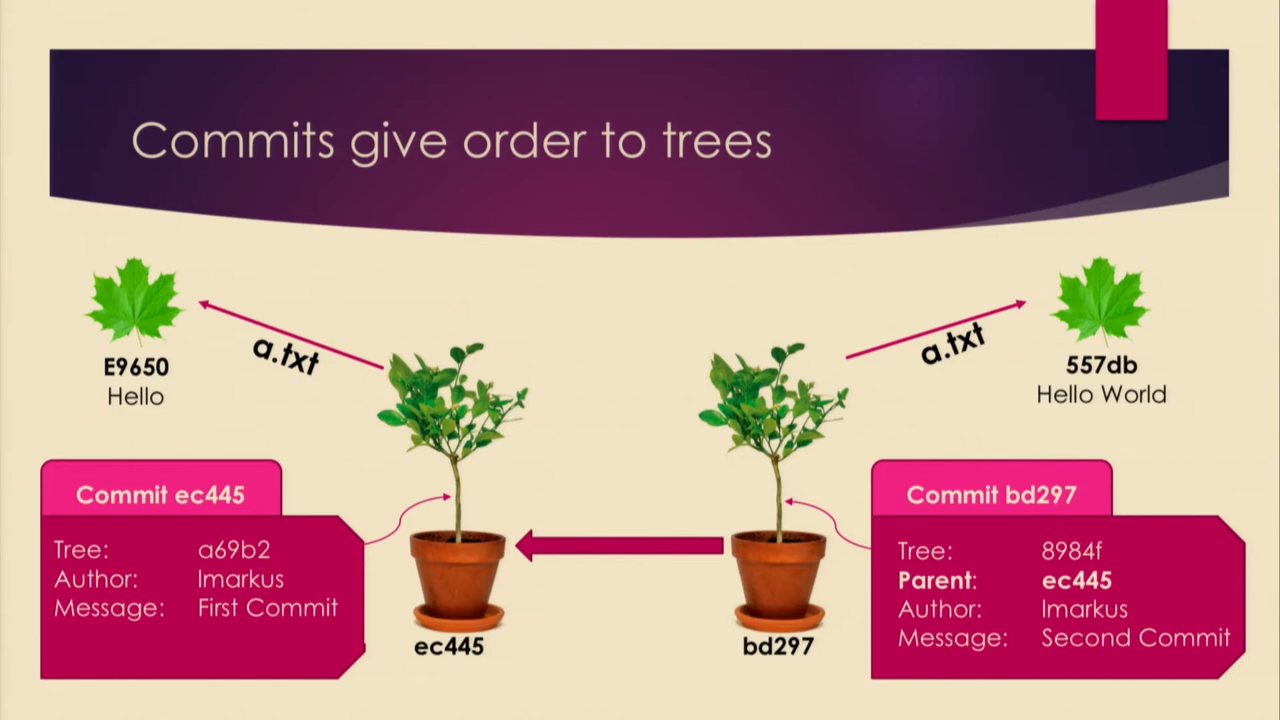 Commits give order to trees
a.txt
E9650
Hello
a.txt
557db
Hello World
Commit ec445
Tree: a69b2
Author: lmarkus
Message: First Commit
ec445
bd297
Commit bd297
Tree: 8984f
Parent: ec445
Author: lmarkus
Message: Second Commit